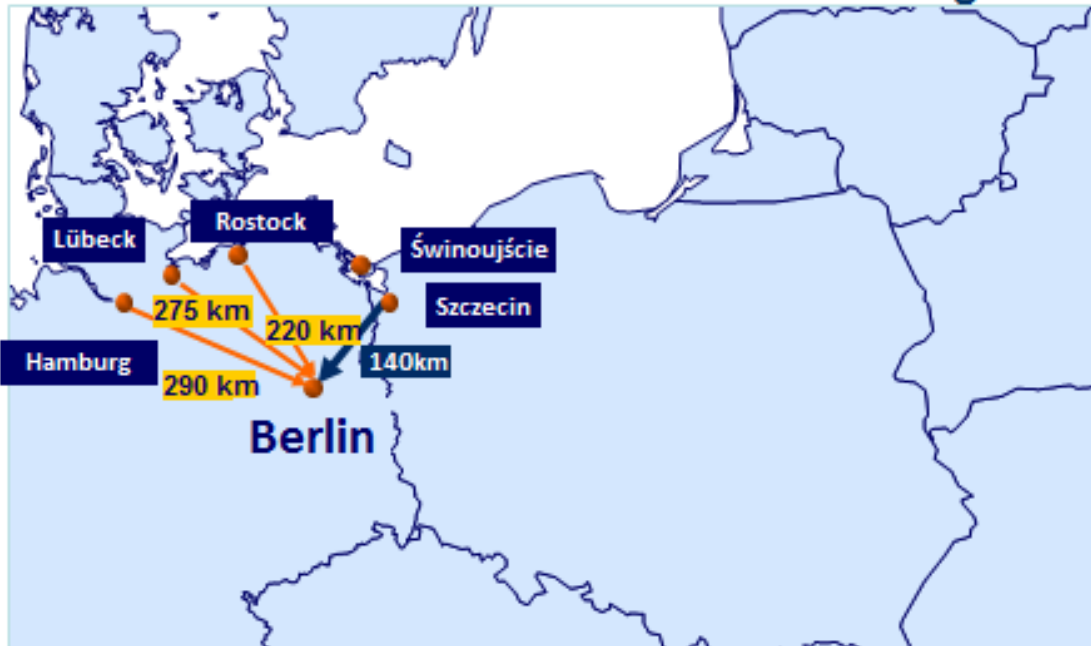 Rostock
Lübeck
Świnoujście
Szczecin
275 km
220 km
Hamburg
140km
290 km
Berlin